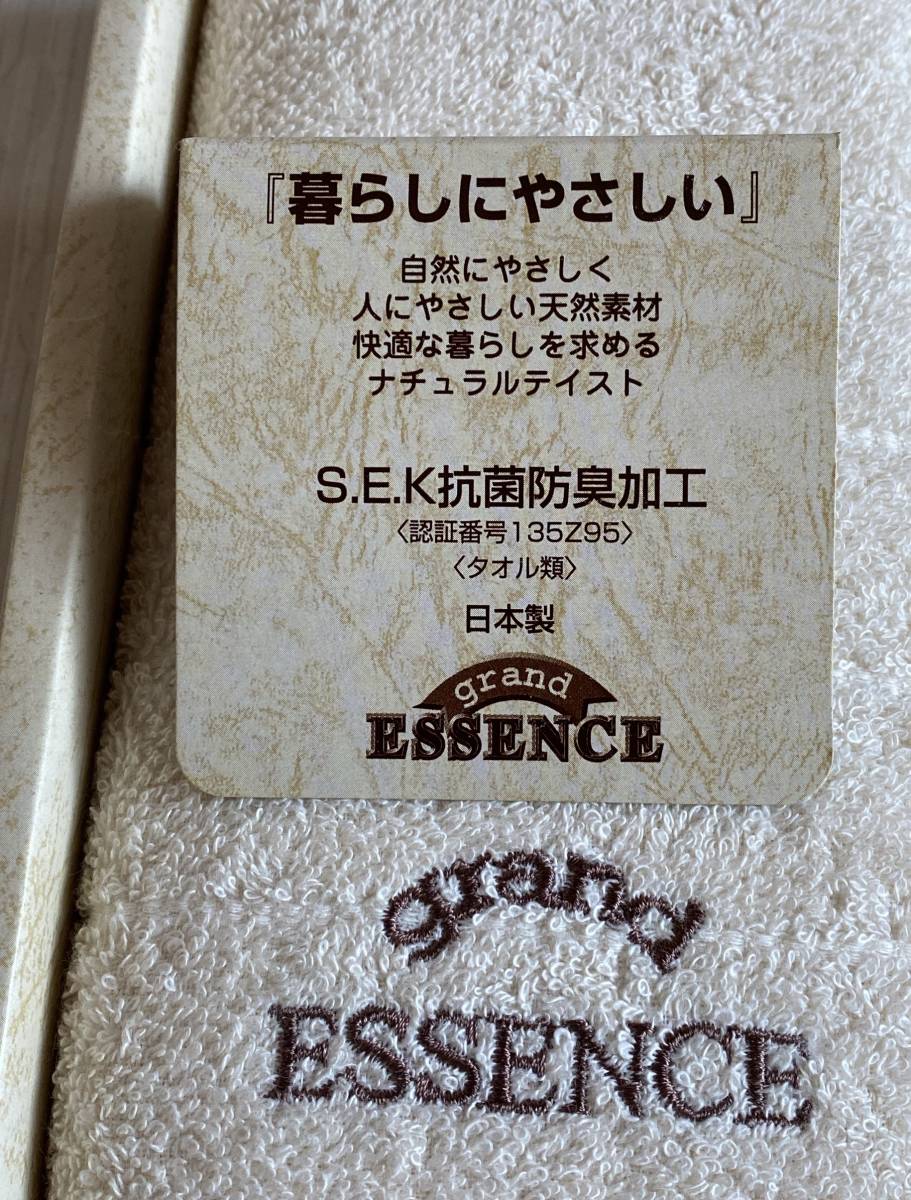 『暮らしにやさしい』
自然にやさしく
人にやさしい天然素材
快適な暮らしを求める
ナチュラルテイスト
S.E.K抗菌防臭加工
〈認証番号135Z95〉
〈タオル類〉
日本製
grand
ESSENCE
grand
ESSENCE